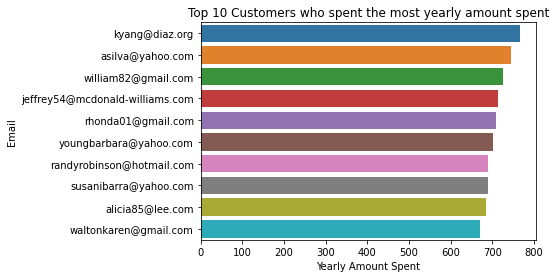 Top 10 Customers who spent the most yearly amount spent
Email
kyang@diaz.org
asilva@yahoo.com
william82@gmail.com
jeffrey54@mcdonald-williams.com
rhonda01@gmail.com
youngbarbara@yahoo.com
randyrobinson@hotmail.com
susanibarra@yahoo.com
alicia85@lee.com
waltonkaren@gmail.com
0 100 200 300 400 500 600 700 800
Yearly Amount Spent